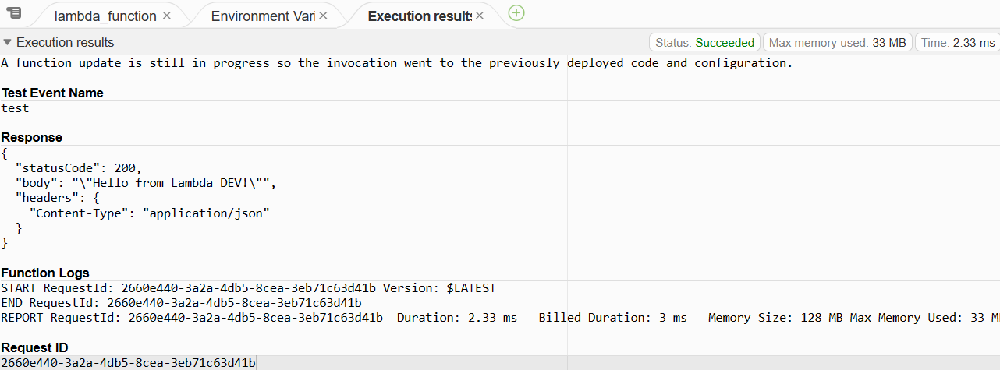 lambda_function
Environment Vari
Execution results
Execution results
Status: Succeeded
Max memory used: 33 MB
Time: 2.33 ms
A function update is still in progress so the invocation went to the previously deployed code and configuration.
Test Event Name
test
Response
{
  "statusCode": 200,
  "body": "\"Hello from Lambda DEV!\"",
  "headers": {
    "Content-Type": "application/json"
  }
}
Function Logs
START RequestId: 2660e440-3a2a-4db5-8cea-3eb71c63d41b Version: $LATEST
END RequestId: 2660e440-3a2a-4db5-8cea-3eb71c63d41b
REPORT RequestId: 2660e440-3a2a-4db5-8cea-3eb71c63d41b  Duration: 2.33 ms   Billed Duration: 3 ms   Memory Size: 128 MB Max Memory Used: 33 M
Request ID
2660e440-3a2a-4db5-8cea-3eb71c63d41b